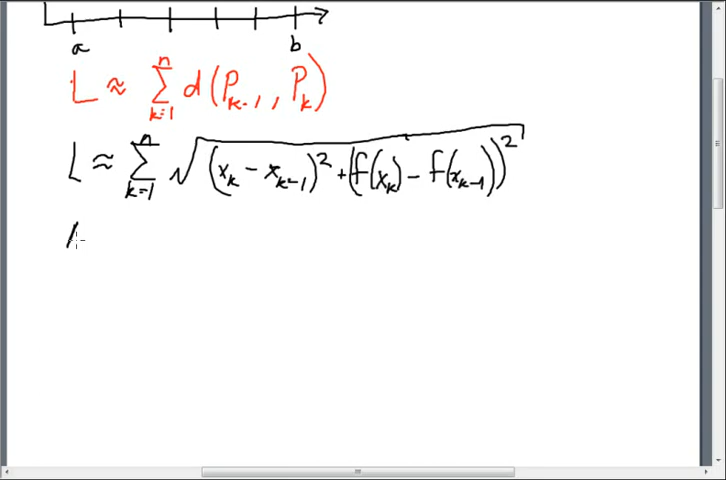 a b
L ≈ ∑_{k=1}^{n} d(P_{k-1}, P_k)
L ≈ ∑_{k=1}^{n} √((x_k - x_{k-1})² + (f(x_k) - f(x_{k-1}))²)